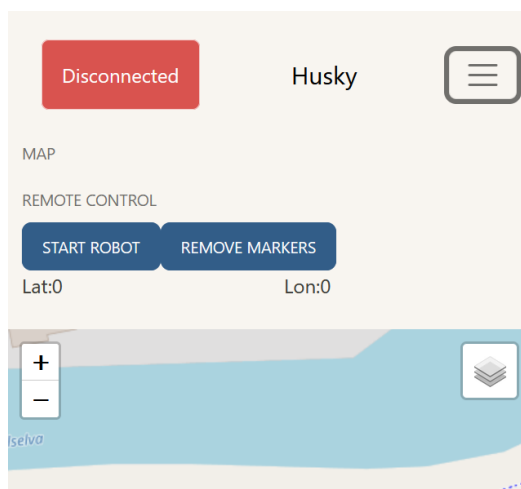 Disconnected Husky
MAP
REMOTE CONTROL
START ROBOT REMOVE MARKERS
Lat:0 Lon:0
+
−